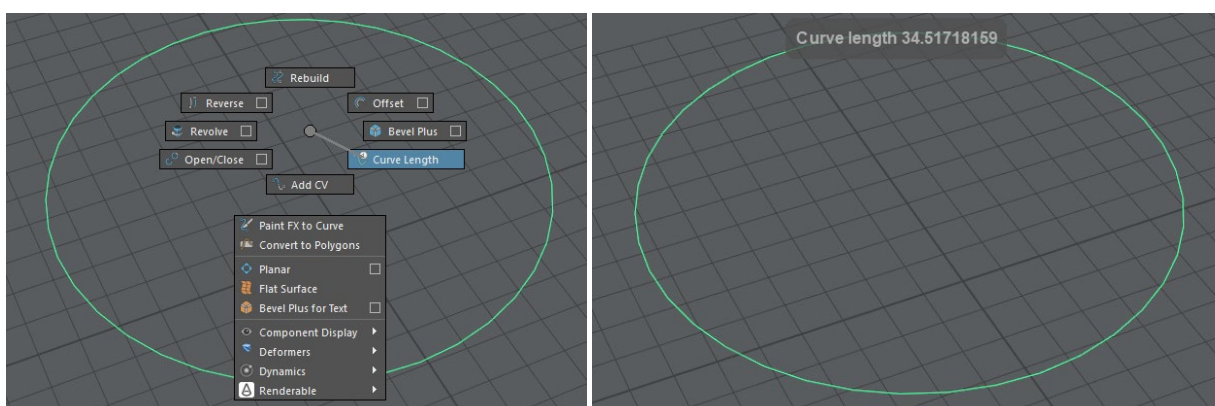 Rebuild
Reverse
Offset
Revolve
Bevel Plus
Open/Close
Curve Length
Add CV
Paint FX to Curve
Convert to Polygons
Planar
Flat Surface
Bevel Plus for Text
Component Display
Deformers
Dynamics
Renderable
Curve length 34.51718159